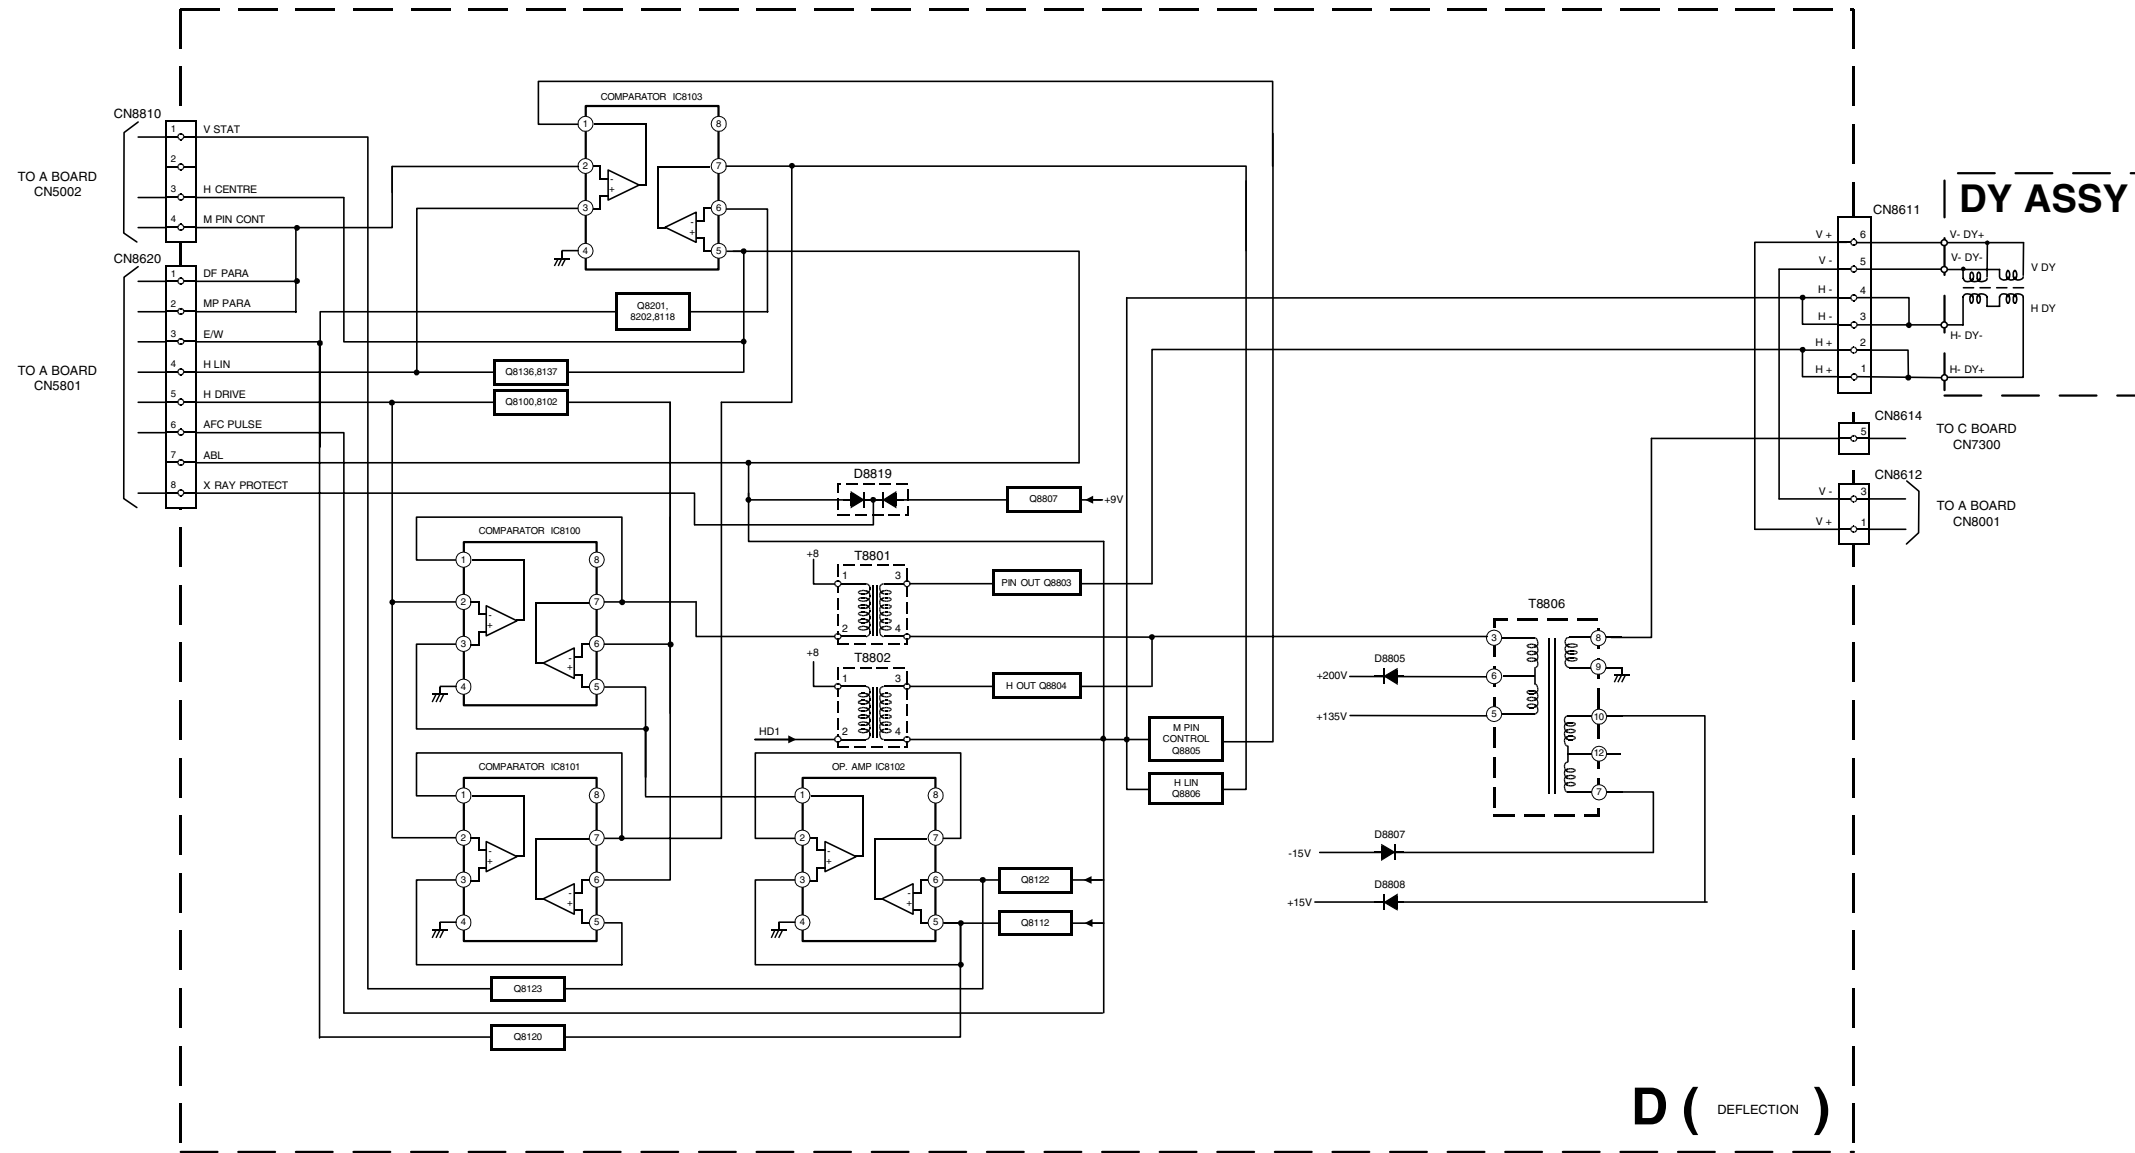 COMPARATOR IC8103
1
2
3
4
8
7
6
5
-
+
-
+
CN8810
TO A BOARD
CN5002
1 V STAT
2
3 H CENTRE
4 M PIN CONT
CN8620
TO A BOARD
CN5801
1 DF PARA
2 MP PARA
3 E/W
4 H LIN
5 H DRIVE
6 AFC PULSE
7 ABL
8 X RAY PROTECT
Q8201,
8202,8118
Q8136,8137
Q8100,8102
D8819
Q8807
+9V
COMPARATOR IC8100
1
2
3
4
8
7
6
5
-
+
-
+
+8
T8801
1
2
3
4
PIN OUT Q8803
+8
T8802
1
2
3
4
H OUT Q8804
HD1
M PIN
CONTROL
Q8805
H LIN
Q8806
COMPARATOR IC8101
1
2
3
4
8
7
6
5
-
+
-
+
OP. AMP IC8102
1
2
3
4
8
7
6
5
-
+
-
+
Q8122
Q8112
Q8123
Q8120
T8806
3
6
5
8
9
10
12
7
D8805
+200V
+135V
D8807
-15V
D8808
+15V
CN8611
V + 6
V - 5
H - 4
H - 3
H + 2
H + 1
DY ASSY
V- DY+
V- DY-
V DY
H DY
H- DY-
H- DY+
CN8614
5
TO C BOARD
CN7300
CN8612
V - 3
V + 1
TO A BOARD
CN8001
D ( DEFLECTION )